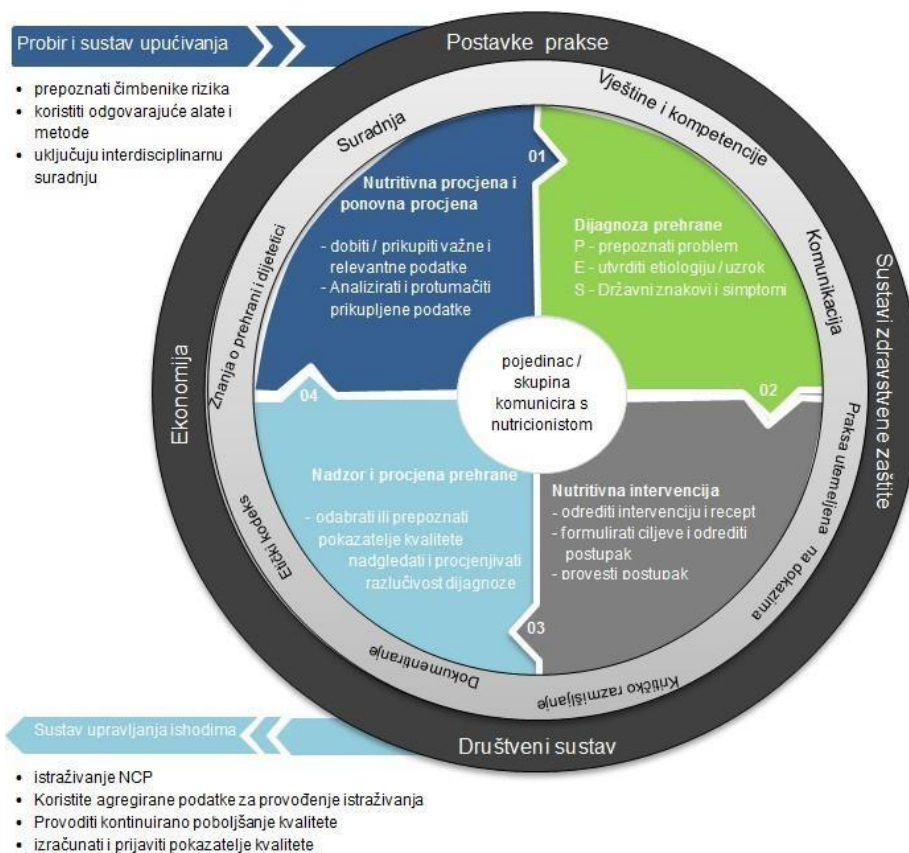 Probir i sustav upućivanja
• prepoznati čimbenike rizika
• koristiti odgovarajuće alate i
metode
• uključuju interdisciplinarnu
suradnju
Postavke prakse
Sustavi zdravstvene zaštite
Društveni sustav
Ekonomija
Suradnja
Vještine i kompetencije
Komunikacija
Praksa utemeljena na dokazima
Kritičko razmišljanje
Dokumentiranje
Etički kodeks
Znanja o prehrani i dijetetici
01
Nutritivna procjena i
ponovna procjena
- dobiti / prikupiti važne i
relevantne podatke
- Analizirati i protumačiti
prikupljene podatke
Dijagnoza prehrane
P - prepoznati problem
E - utvrditi etiologiju / uzrok
S - Državni znakovi i simptomi
02
pojedinac /
skupina
komunicira s
nutricionistom
Nutritivna intervencija
- odrediti intervenciju i recept
- formulirati ciljeve i odrediti
postupak
- provesti postupak
03
04
Nadzor i procjena prehrane
- odabrati ili prepoznati
pokazatelje kvalitete
nadgledati i procjenjivati
razlučivost dijagnoze
Sustav upravljanja ishodima
• istraživanje NCP
• Koristite agregirane podatke za provođenje istraživanja
• Provoditi kontinuirano poboljšanje kvalitete
• izračunati i prijaviti pokazatelje kvalitete